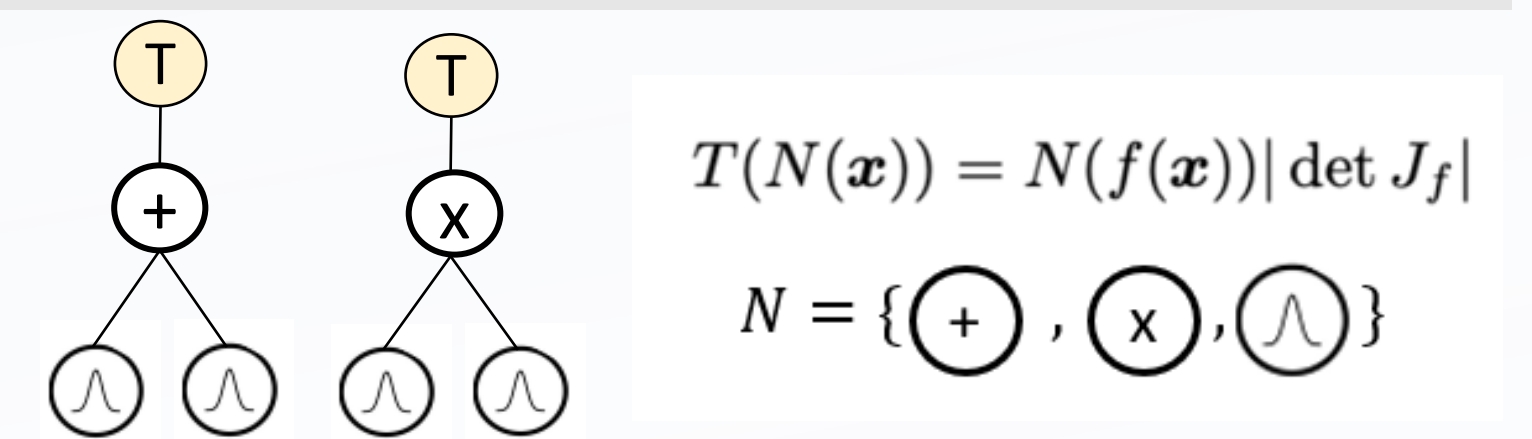 T T
+ x
T(N(x)) = N(f(x))| det J_f|
N = {+ , x , }